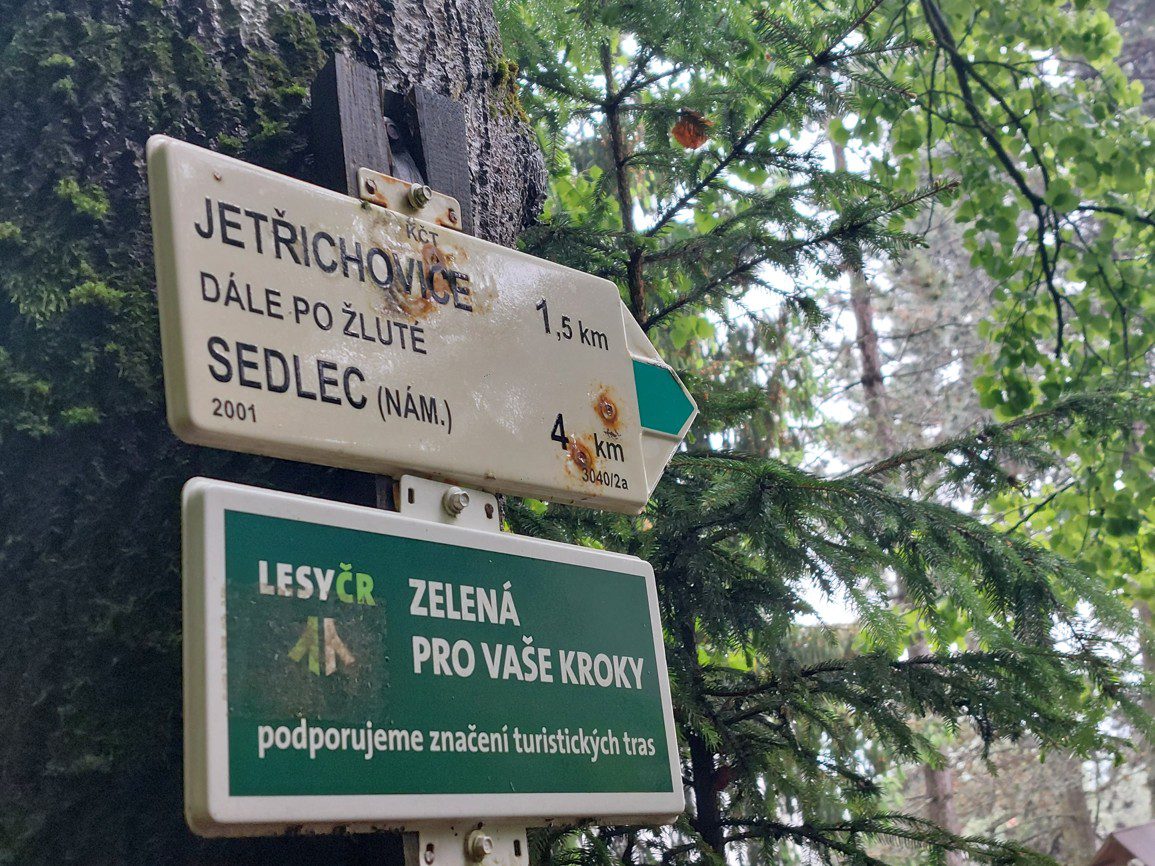 KČT
JETŘICHOVICE 1,5 km
DÁLE PO ŽLUTÉ
SEDLEC (NÁM.) 4 km
2001 3040/2a
LESYČR
ZELENÁ
PRO VAŠE KROKY
podporujeme značení turistických tras